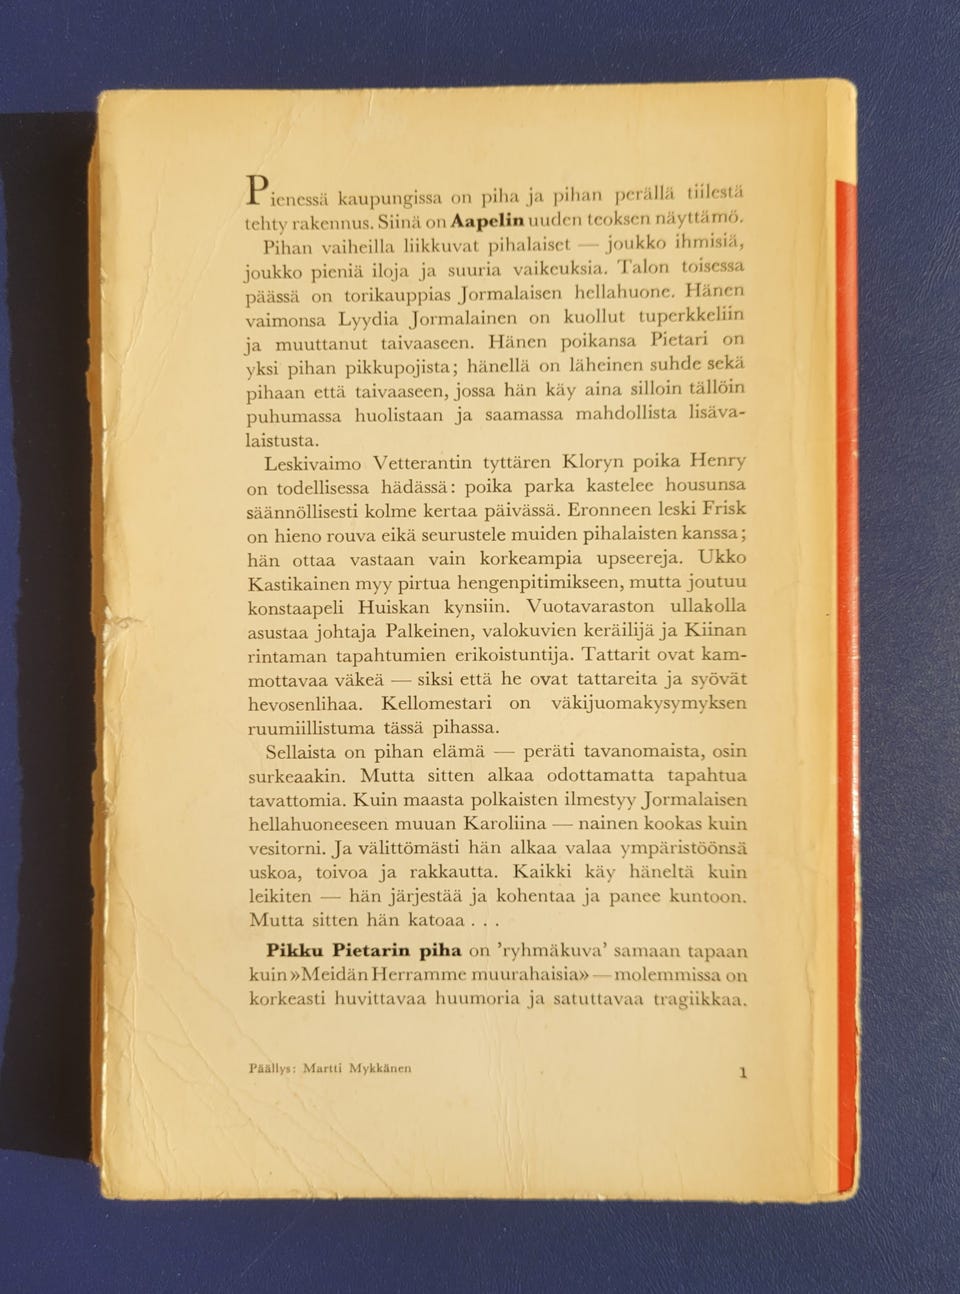 Pienessä kaupungissa on piha ja pihan perällä tiilestä
tehty rakennus. Siinä on Aapelin uuden teoksen näyttämö.
Pihan vaiheilla liikkuvat pihalaiset — joukko ihmisiä,
joukko pieniä iloja ja suuria vaikeuksia. Talon toisessa
päässä on torikauppias Jormalaisen hellahuone. Hänen
vaimonsa Lyydia Jormalainen on kuollut tuperkkeliin
ja muuttanut taivaaseen. Hänen poikansa Pietari on
yksi pihan pikkupojista; hänellä on läheinen suhde sekä
pihaan että taivaaseen, jossa hän käy aina silloin tällöin
puhumassa huolistaan ja saamassa mahdollista lisäva-
laistusta.
Leskivaimo Vetterantin tyttären Kloryn poika Henry
on todellisessa hädässä: poika parka kastelee housunsa
säännöllisesti kolme kertaa päivässä. Eronneen leski Frisk
on hieno rouva eikä seurustele muiden pihalaisten kanssa;
hän ottaa vastaan vain korkeampia upseereja. Ukko
Kastikainen myy pirtua hengenpitimikseen, mutta joutuu
konstaapeli Huiskan kynsiin. Vuotavaraston ullakolla
asustaa johtaja Palkeinen, valokuvien keräilijä ja Kiinan
rintaman tapahtumien erikoistuntija. Tattarit ovat kam-
mottavaa väkeä — siksi että he ovat tattareita ja syövät
hevosenlihaa. Kellomestari on väkijuomakysymyksen
ruumiillistuma tässä pihassa.
Sellaista on pihan elämä — peräti tavanomaista, osin
surkeaakin. Mutta sitten alkaa odottamatta tapahtua
tavattomia. Kuin maasta polkaisten ilmestyy Jormalaisen
hellahuoneeseen muuan Karoliina — nainen kookas kuin
vesitorni. Ja välittömästi hän alkaa valaa ympäristöönsä
uskoa, toivoa ja rakkautta. Kaikki käy häneltä kuin
leikiten — hän järjestää ja kohentaa ja panee kuntoon.
Mutta sitten hän katoaa . . .
Pikku Pietarin piha on ’ryhmäkuva’ samaan tapaan
kuin »Meidän Herramme muurahaisia» — molemmissa on
korkeasti huvittavaa huumoria ja satuttavaa tragiikkaa.
Päällys: Martti Mykkänen
1